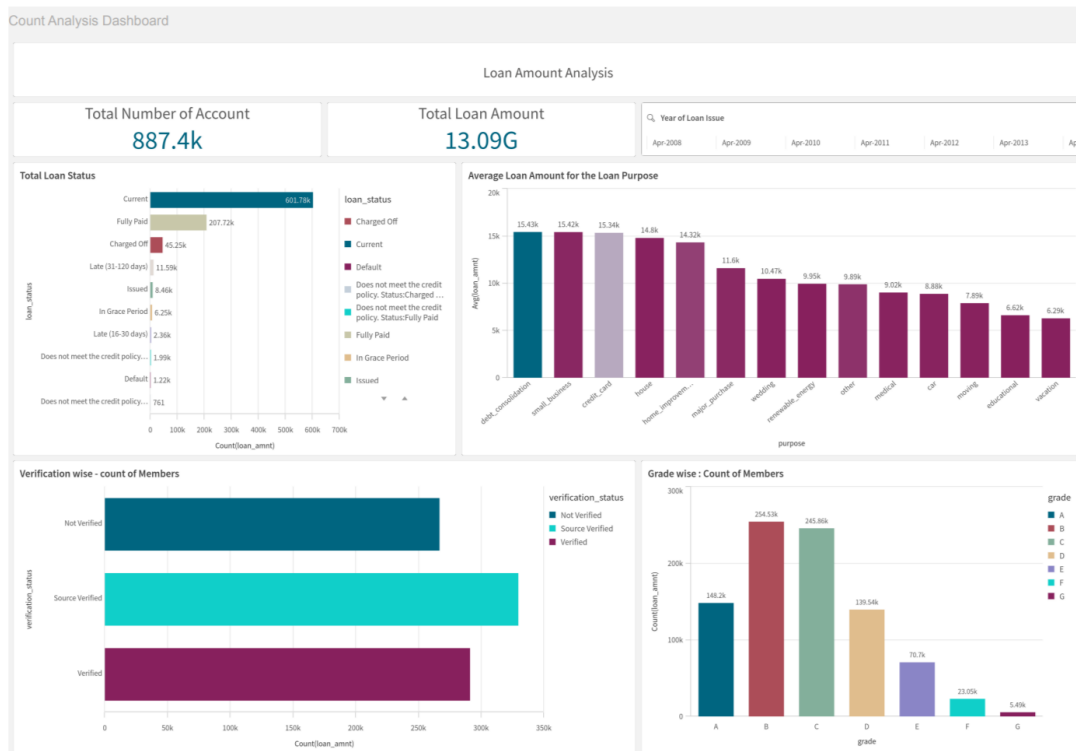 Count Analysis Dashboard
Loan Amount Analysis
Total Number of Account
887.4k
Total Loan Amount
13.09G
Year of Loan Issue
Apr-2008 Apr-2009 Apr-2010 Apr-2011 Apr-2012 Apr-2013
Total Loan Status
loan_status
Current
Fully Paid
Charged Off
Late (31-120 days)
Issued
In Grace Period
Late (16-30 days)
Does not meet the credit policy...
Default
Does not meet the credit policy...
601.78k
207.72k
45.25k
11.59k
8.46k
6.25k
2.36k
1.99k
1.22k
761
0 100k 200k 300k 400k 500k 600k 700k
Count(loan_amnt)
loan_status
Charged Off
Current
Default
Does not meet the credit
policy. Status:Charged ...
Does not meet the credit
policy. Status:Fully Paid
Fully Paid
In Grace Period
Issued
Average Loan Amount for the Loan Purpose
Avg(loan_amnt)
20k
15k
10k
5k
0
15.43k 15.42k 15.34k 14.8k 14.32k 11.6k 10.47k 9.95k 9.89k 9.02k 8.88k 7.89k 6.62k 6.29k
debt_consolidation small_business credit_card house home_improvem... major_purchase wedding renewable_energy other medical car moving educational vacation
purpose
Verification wise - count of Members
verification_status
Not Verified
Source Verified
Verified
0 50k 100k 150k 200k 250k 300k 350k
Count(loan_amnt)
verification_status
Not Verified
Source Verified
Verified
Grade wise : Count of Members
Count(loan_amnt)
300k
200k
100k
0
148.2k 254.53k 245.86k 139.54k 70.7k 23.05k 5.49k
A B C D E F G
grade
grade
A
B
C
D
E
F
G